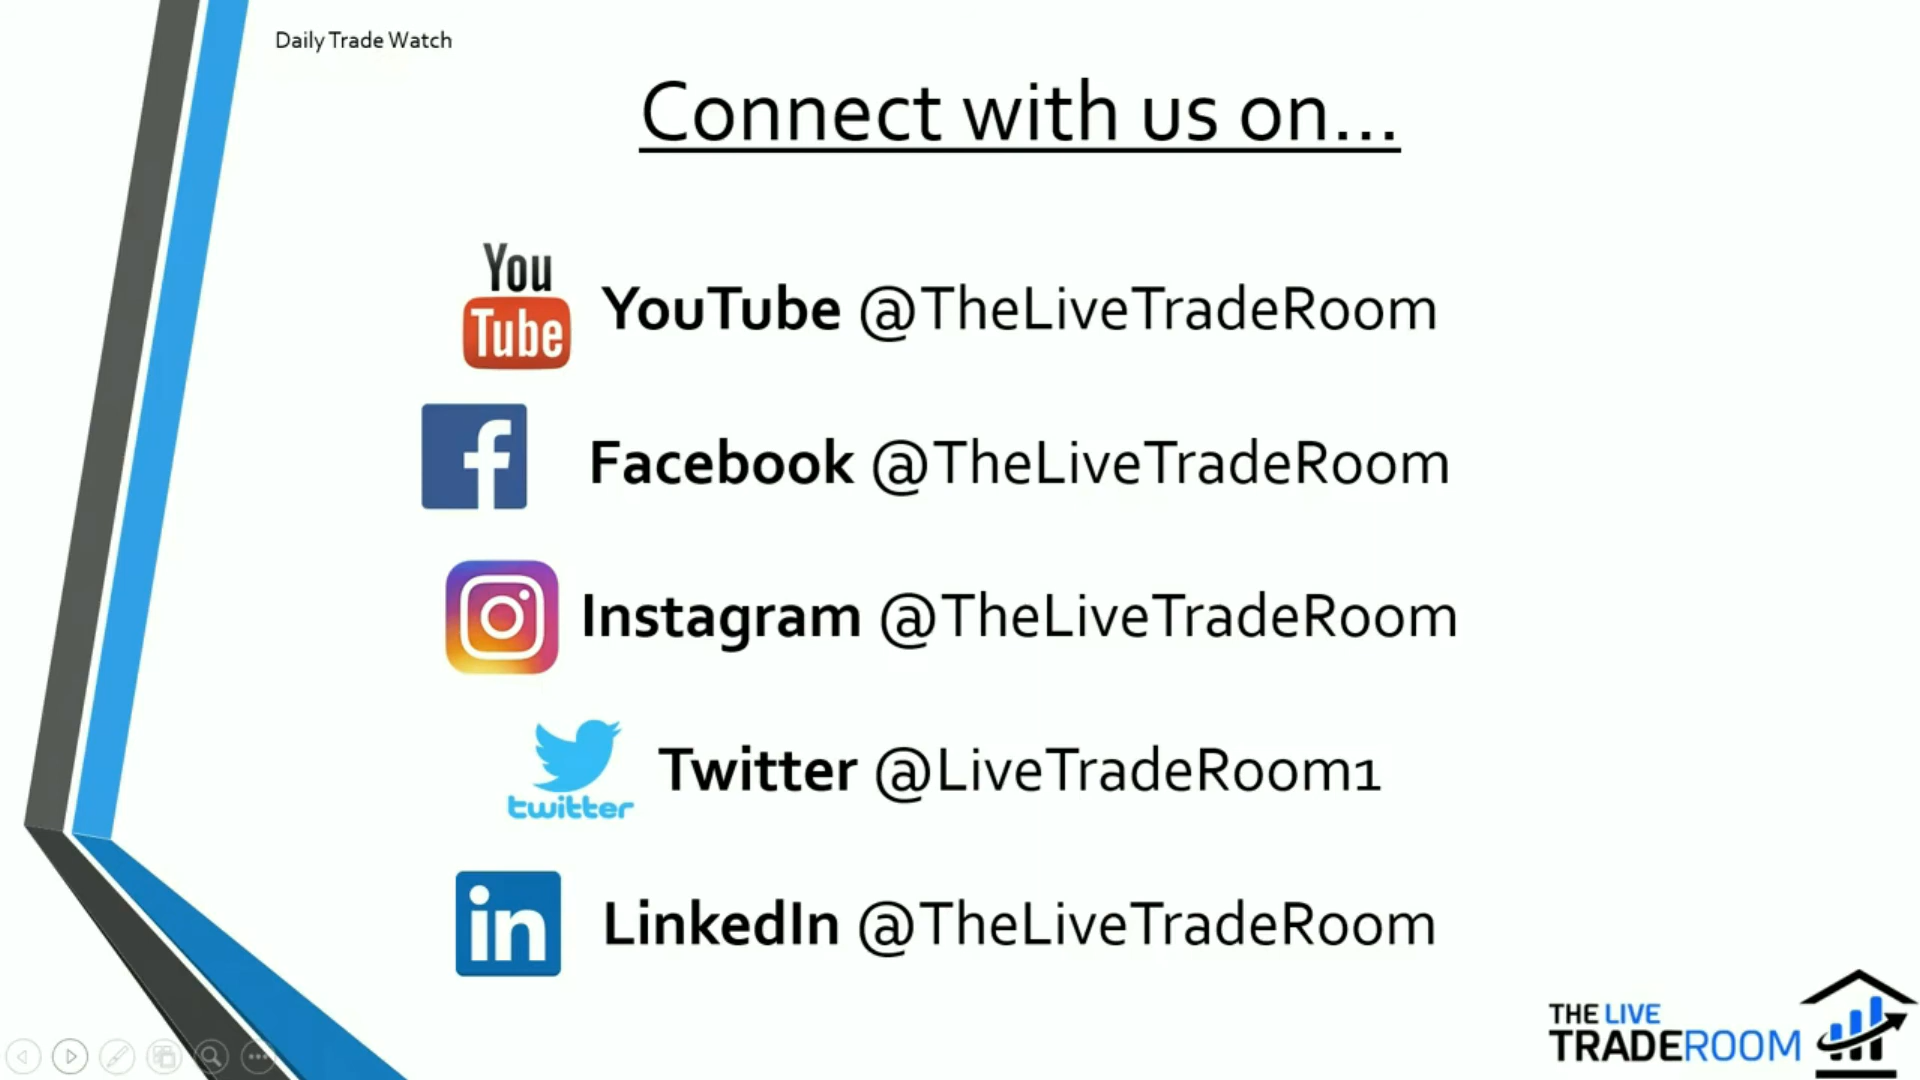 Daily Trade Watch
Connect with us on...
You
Tube
YouTube @TheLiveTradeRoom
f
Facebook @TheLiveTradeRoom
Instagram @TheLiveTradeRoom
twitter
Twitter @LiveTradeRoom1
in
LinkedIn @TheLiveTradeRoom
THE LIVE
TRADEROOM